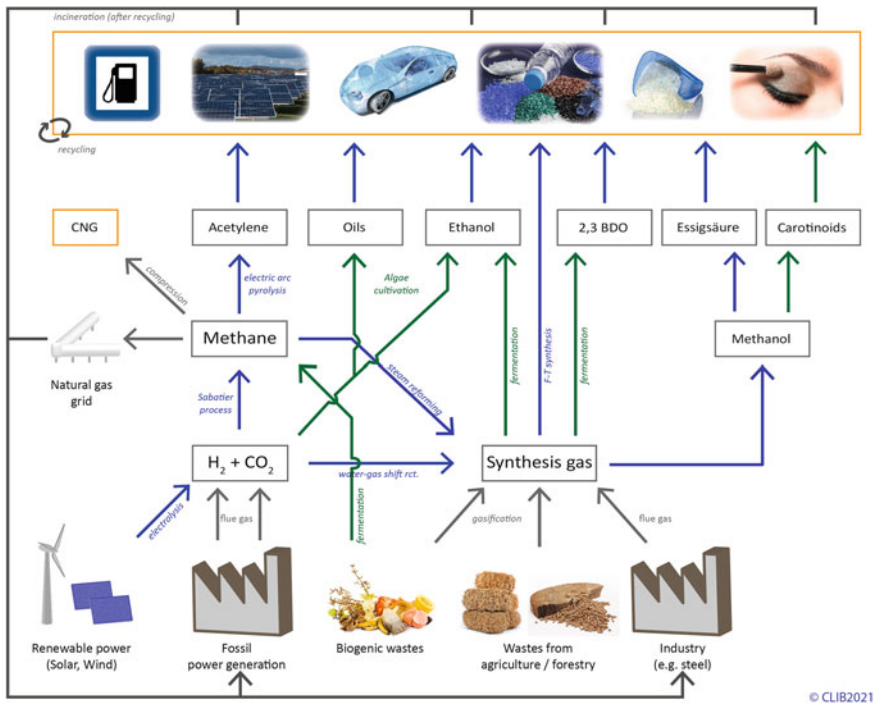 incineration (after recycling)
recycling
CNG
Acetylene
Oils
Ethanol
2,3 BDO
Essigsäure
Carotinoids
compression
electric arc
pyrolysis
Algae
cultivation
Methane
Methanol
Natural gas
grid
Sabatier
process
steam reforming
fermentation
F-T synthesis
fermentation
H₂ + CO₂
water-gas shift rct.
Synthesis gas
electrolysis
flue gas
fermentation
gasification
flue gas
Renewable power
(Solar, Wind)
Fossil
power generation
Biogenic wastes
Wastes from
agriculture / forestry
Industry
(e.g. steel)
© CLIB2021